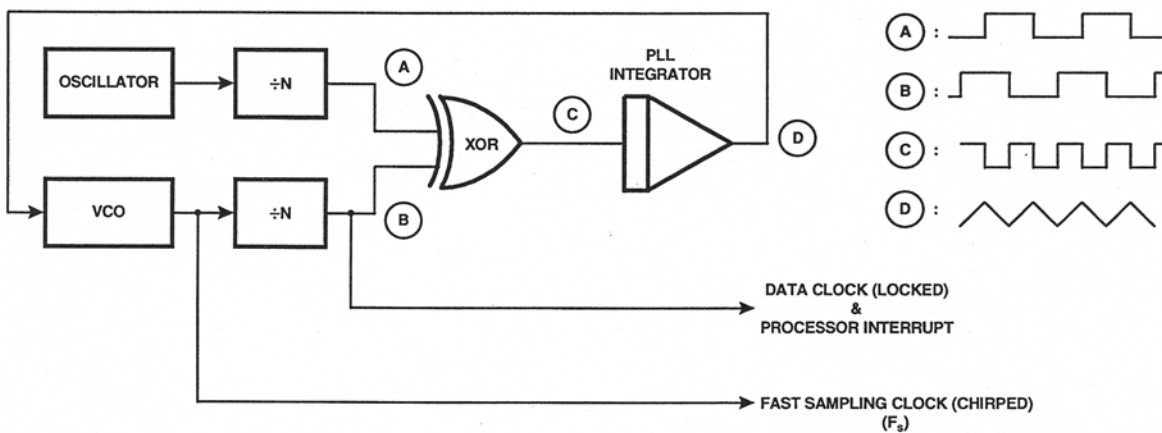 OSCILLATOR
÷N
A
XOR
C
PLL
INTEGRATOR
D
VCO
÷N
B
DATA CLOCK (LOCKED)
&
PROCESSOR INTERRUPT
FAST SAMPLING CLOCK (CHIRPED)
(Fs)
A :
B :
C :
D :